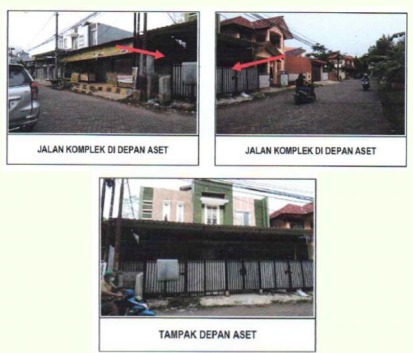 JALAN KOMPLEK DI DEPAN ASET
JALAN KOMPLEK DI DEPAN ASET
TAMPAK DEPAN ASET